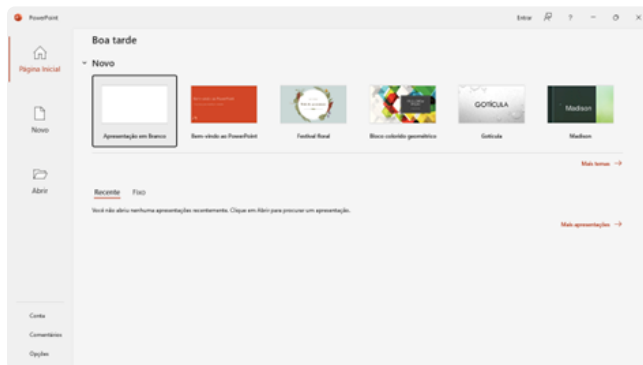 PowerPoint
Entrar
?
Boa tarde
Página Inicial
Novo
Apresentação em Branco
Bem-vindo ao PowerPoint
Festival floral
Bloco colorido geométrico
GOTÍCULA
Gotícula
Madison
Madison
Novo
Mais temas
Abrir
Recente
Fixo
Você não abriu nenhuma apresentações recentemente. Clique em Abrir para procurar um apresentação.
Mais apresentações
Conta
Comentários
Opções